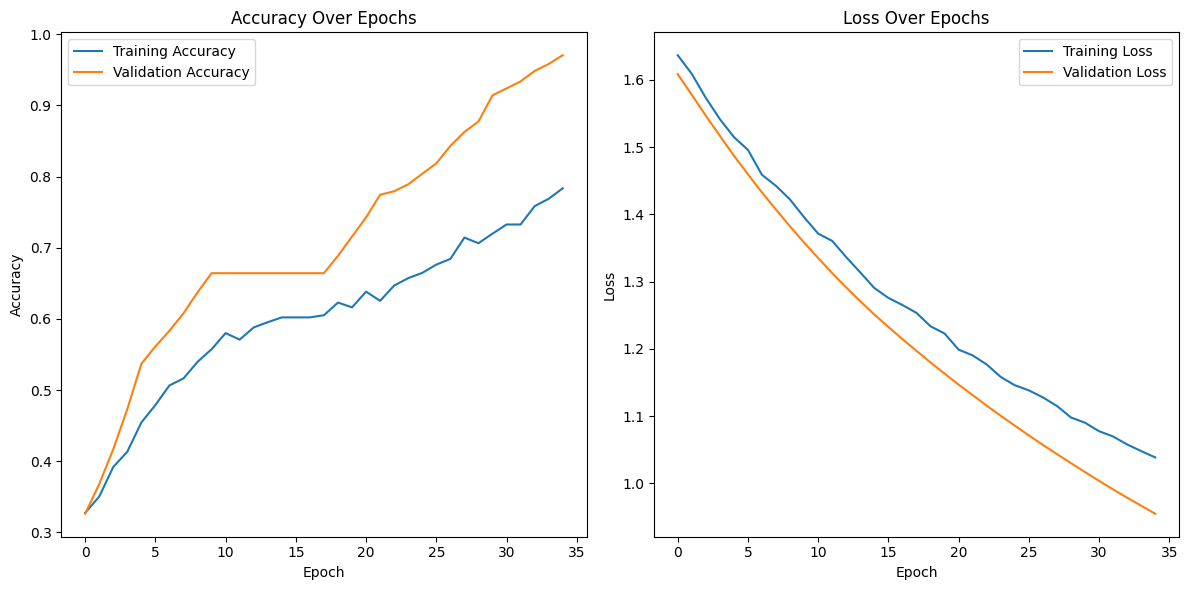 Accuracy Over Epochs
Training Accuracy
Validation Accuracy
Accuracy
1.0
0.9
0.8
0.7
0.6
0.5
0.4
0.3
0 5 10 15 20 25 30 35
Epoch
Loss Over Epochs
Training Loss
Validation Loss
Loss
1.6
1.5
1.4
1.3
1.2
1.1
1.0
0 5 10 15 20 25 30 35
Epoch